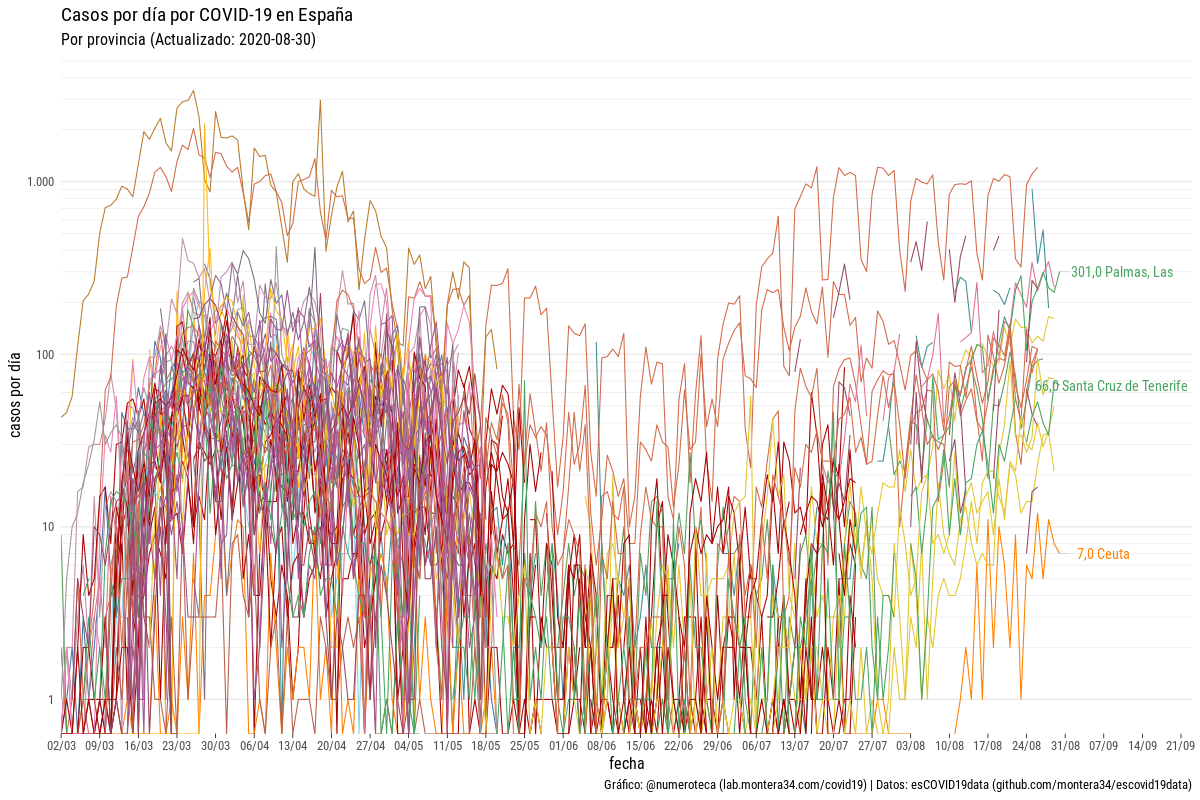 Casos por día por COVID-19 en España
Por provincia (Actualizado: 2020-08-30)
casos por día
1.000
100
10
1
301,0 Palmas, Las
66,0 Santa Cruz de Tenerife
7,0 Ceuta
02/03 09/03 16/03 23/03 30/03 06/04 13/04 20/04 27/04 04/05 11/05 18/05 25/05 01/06 08/06 15/06 22/06 29/06 06/07 13/07 20/07 27/07 03/08 10/08 17/08 24/08 31/08 07/09 14/09 21/09
fecha
Gráfico: @numeroteca (lab.montera34.com/covid19) | Datos: esCOVID19data (github.com/montera34/escovid19data)